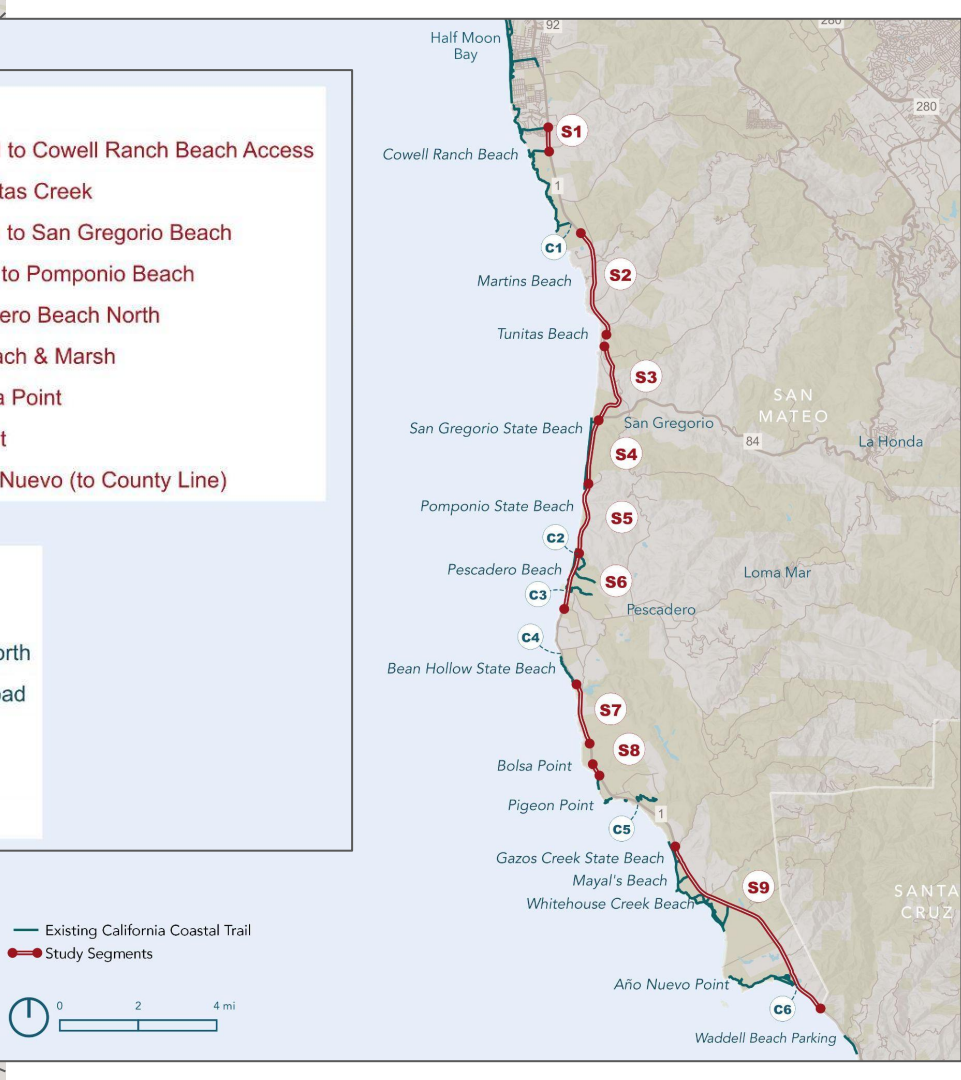 to Cowell Ranch Beach Access
tas Creek
to San Gregorio Beach
to Pomponio Beach
ero Beach North
ach & Marsh
a Point
t
Nuevo (to County Line)
orth
ad
Existing California Coastal Trail
Study Segments
0 2 4 mi
Half Moon
Bay
92
280
280
S1
Cowell Ranch Beach
1
C1
S2
Martins Beach
Tunitas Beach
S3
SAN
MATEO
San Gregorio State Beach
San Gregorio
84
La Honda
S4
Pomponio State Beach
S5
C2
Pescadero Beach
S6
Loma Mar
C3
Pescadero
C4
Bean Hollow State Beach
S7
S8
Bolsa Point
Pigeon Point
1
C5
Gazos Creek State Beach
Mayal's Beach
S9
Whitehouse Creek Beach
SANTA
CRUZ
Año Nuevo Point
C6
Waddell Beach Parking